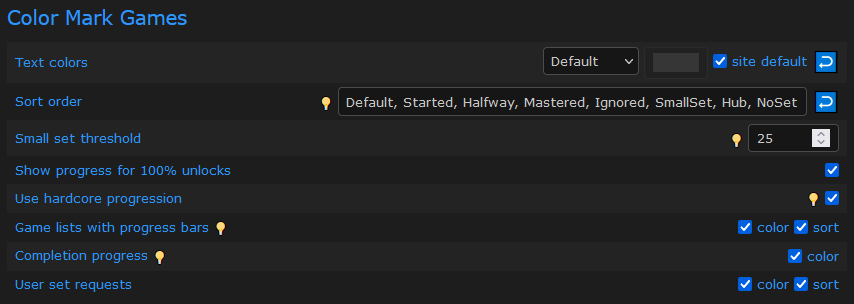 Color Mark Games
Text colors Default site default
Sort order Default, Started, Halfway, Mastered, Ignored, SmallSet, Hub, NoSet
Small set threshold 25
Show progress for 100% unlocks
Use hardcore progression
Game lists with progress bars color sort
Completion progress color
User set requests color sort